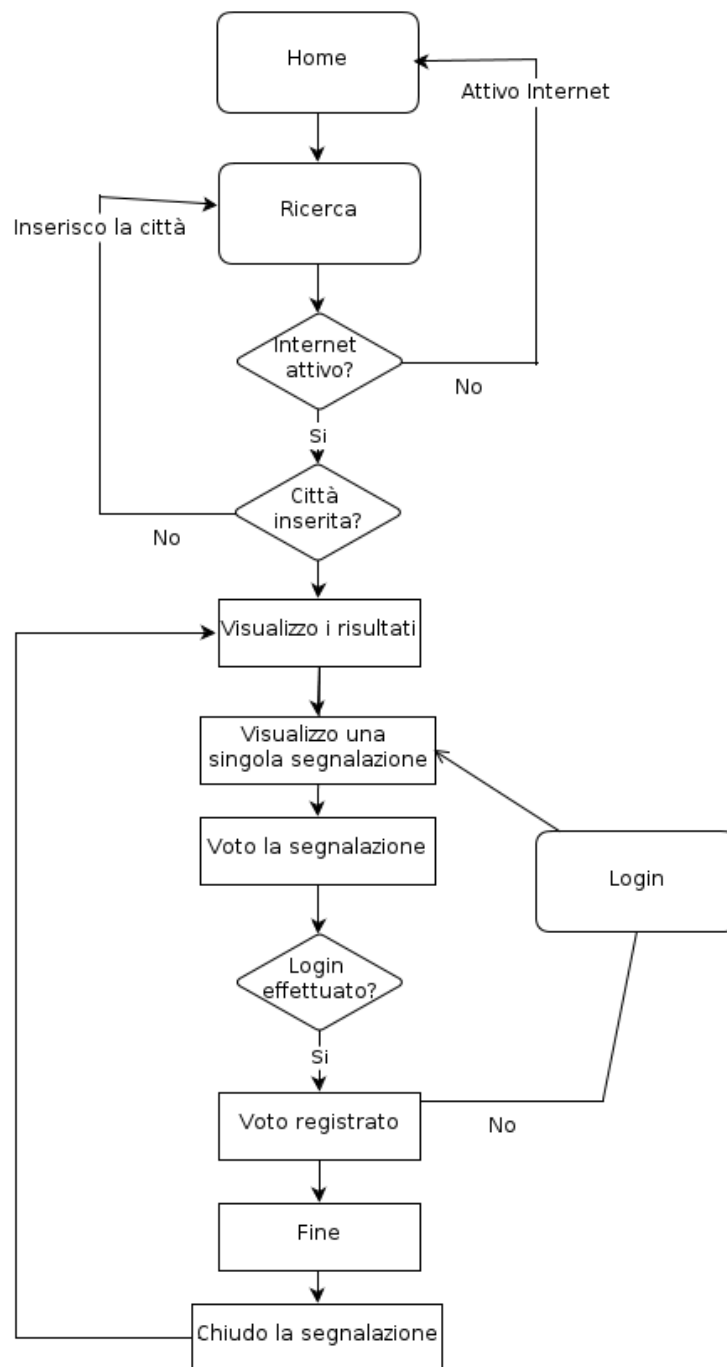 Home
Attivo Internet
Ricerca
Inserisco la città
Internet
attivo?
No
Si
Città
inserita?
No
Visualizzo i risultati
Visualizzo una
singola segnalazione
Voto la segnalazione
Login
Login
effettuato?
Si
Voto registrato
No
Fine
Chiudo la segnalazione